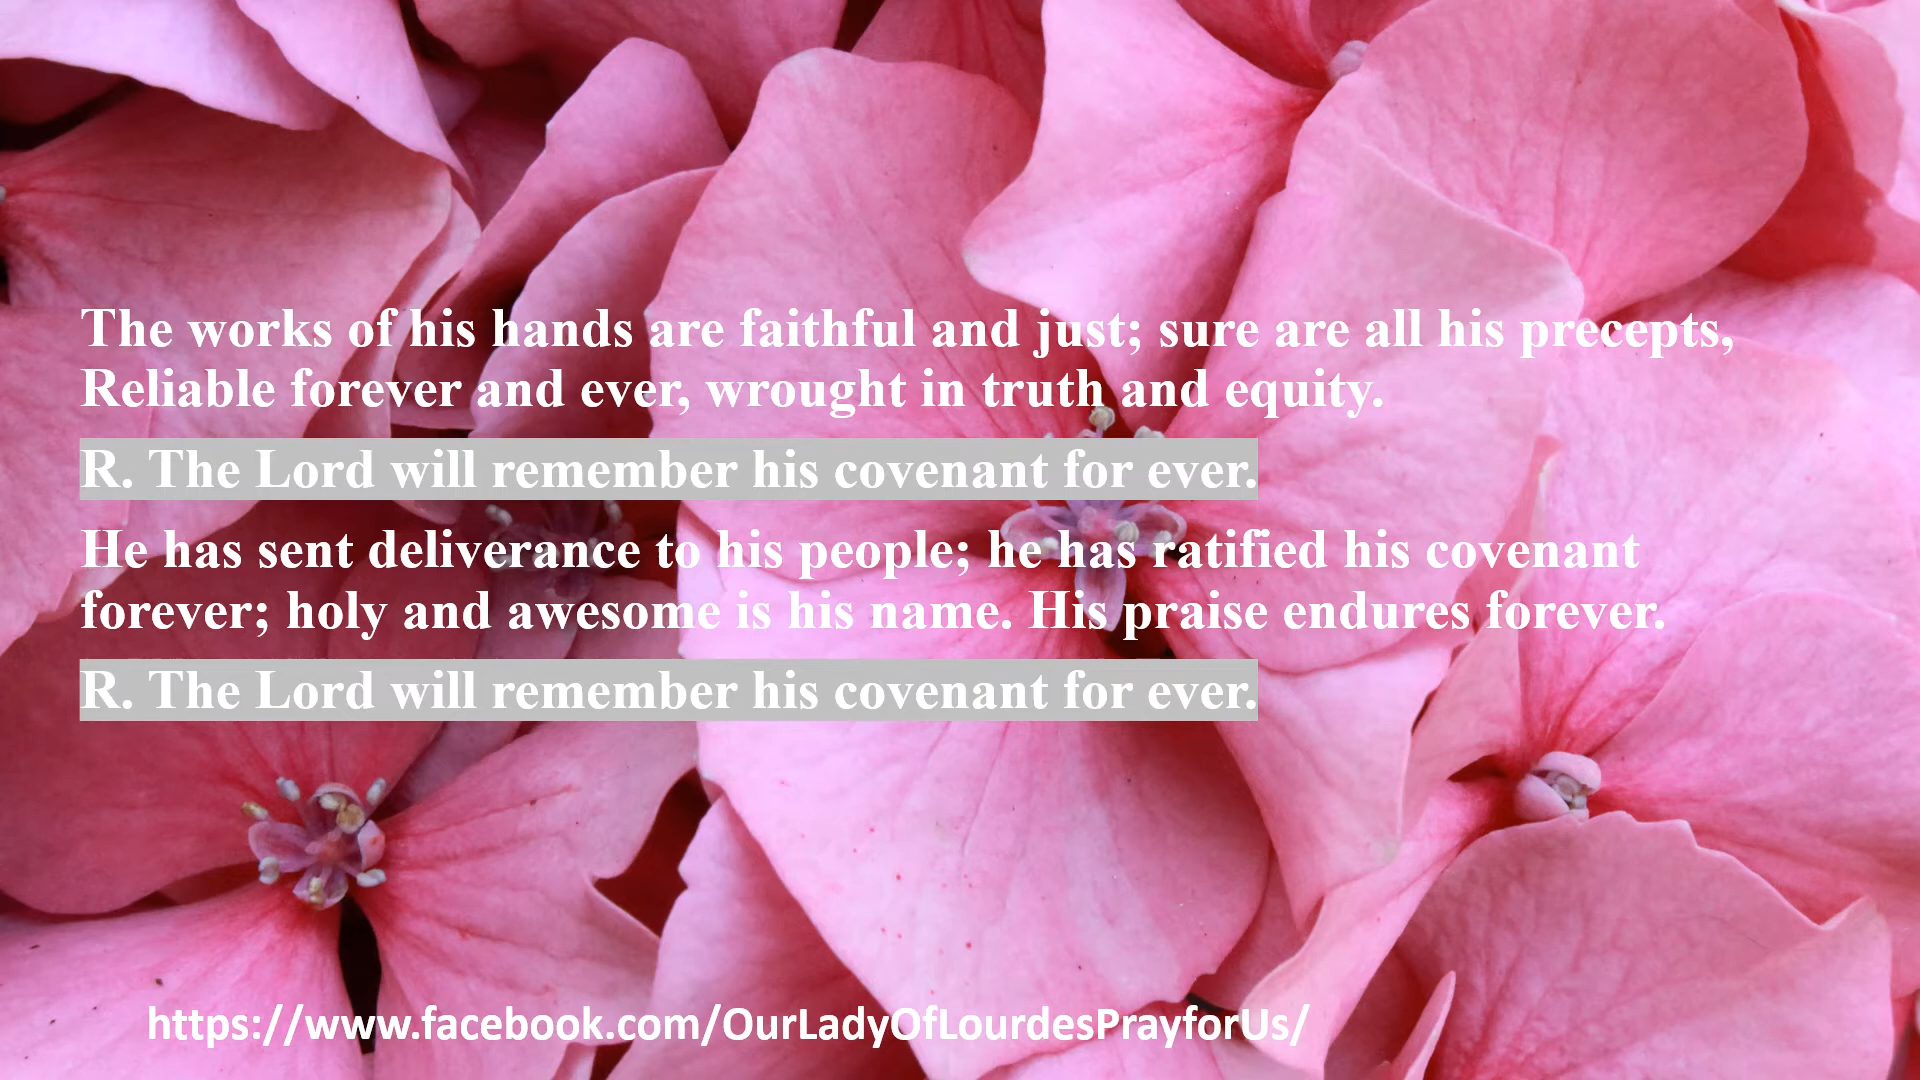 The works of his hands are faithful and just; sure are all his precepts,
Reliable forever and ever, wrought in truth and equity.
R. The Lord will remember his covenant for ever.
He has sent deliverance to his people; he has ratified his covenant
forever; holy and awesome is his name. His praise endures forever.
R. The Lord will remember his covenant for ever.
https://www.facebook.com/OurLadyOfLourdesPrayforUs/